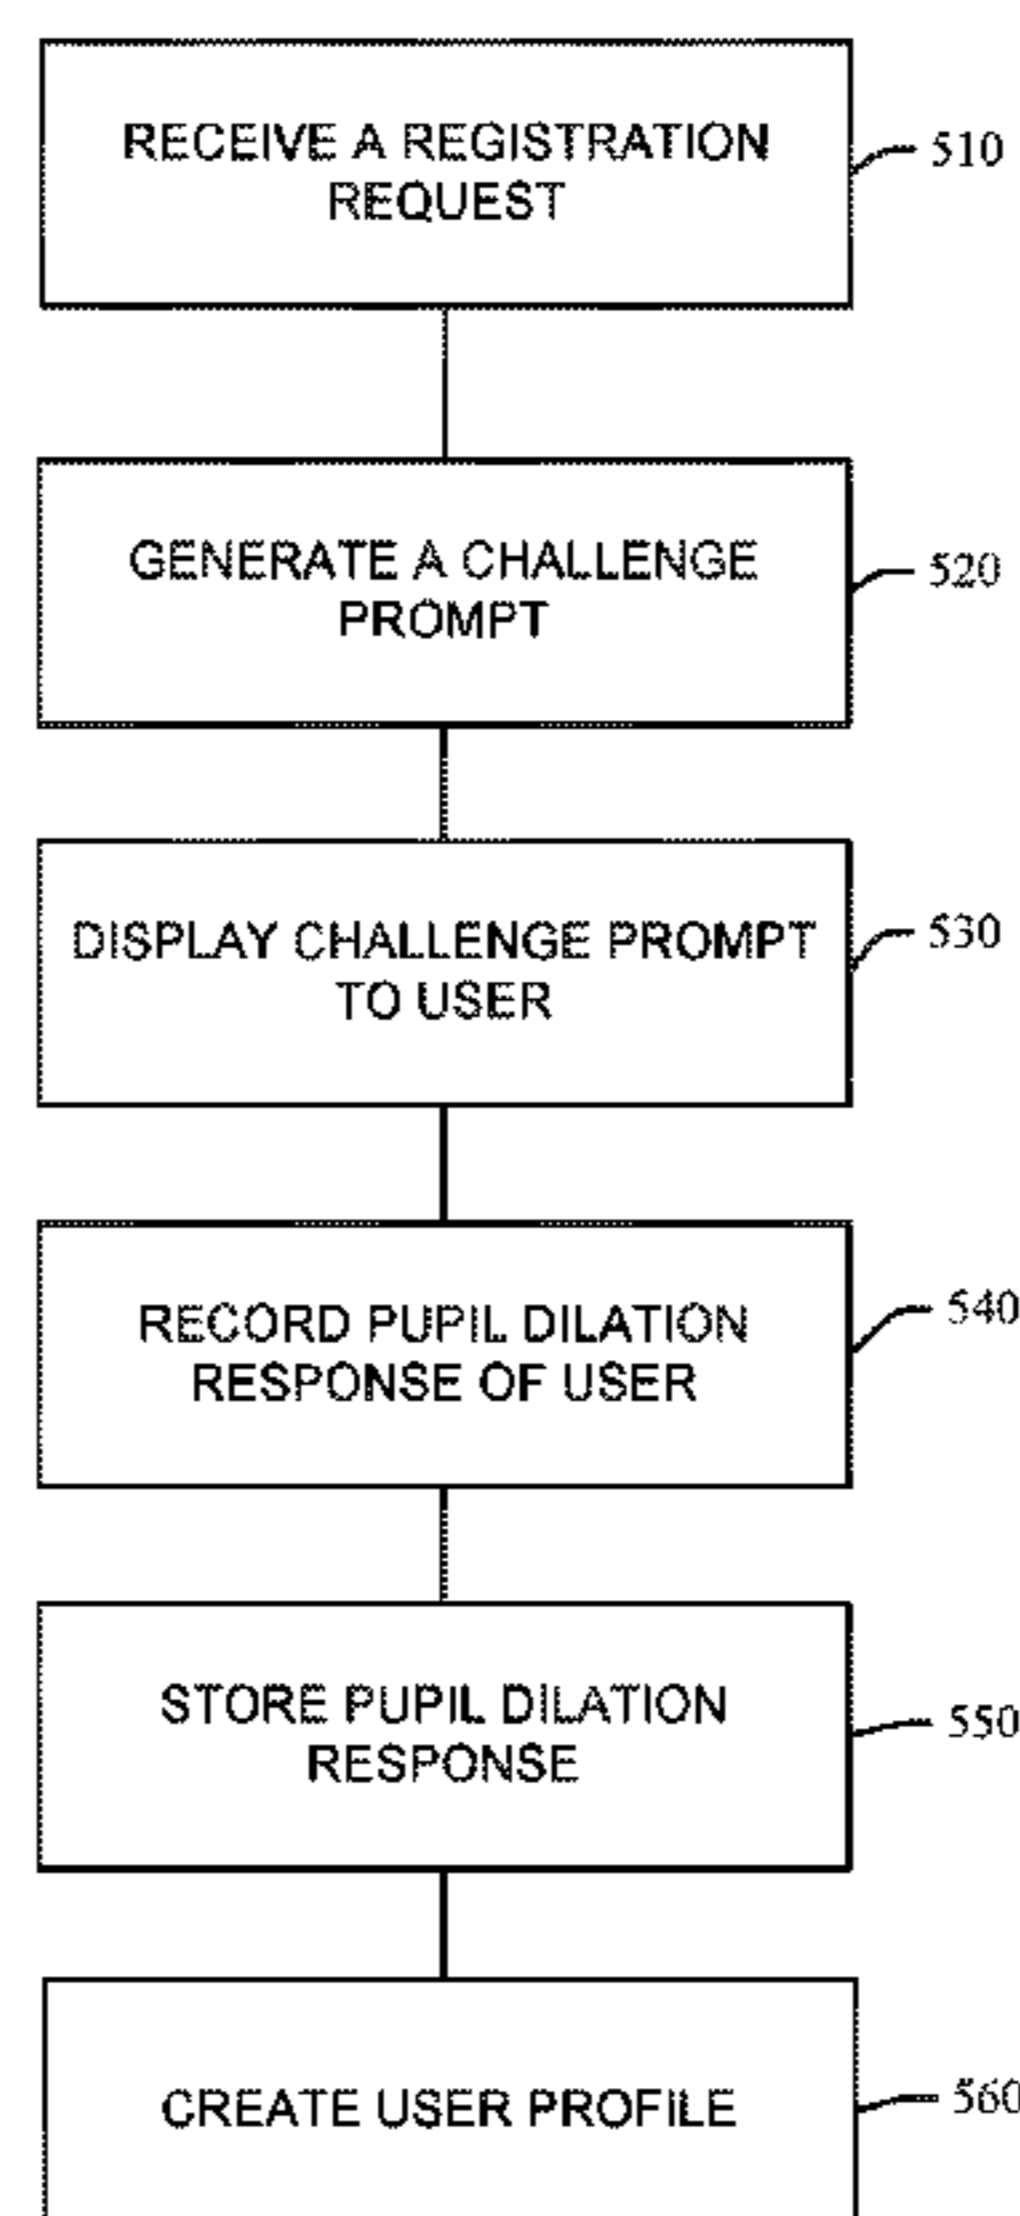 RECEIVE A REGISTRATION
REQUEST
510
GENERATE A CHALLENGE
PROMPT
520
DISPLAY CHALLENGE PROMPT
TO USER
530
RECORD PUPIL DILATION
RESPONSE OF USER
540
STORE PUPIL DILATION
RESPONSE
550
CREATE USER PROFILE
560